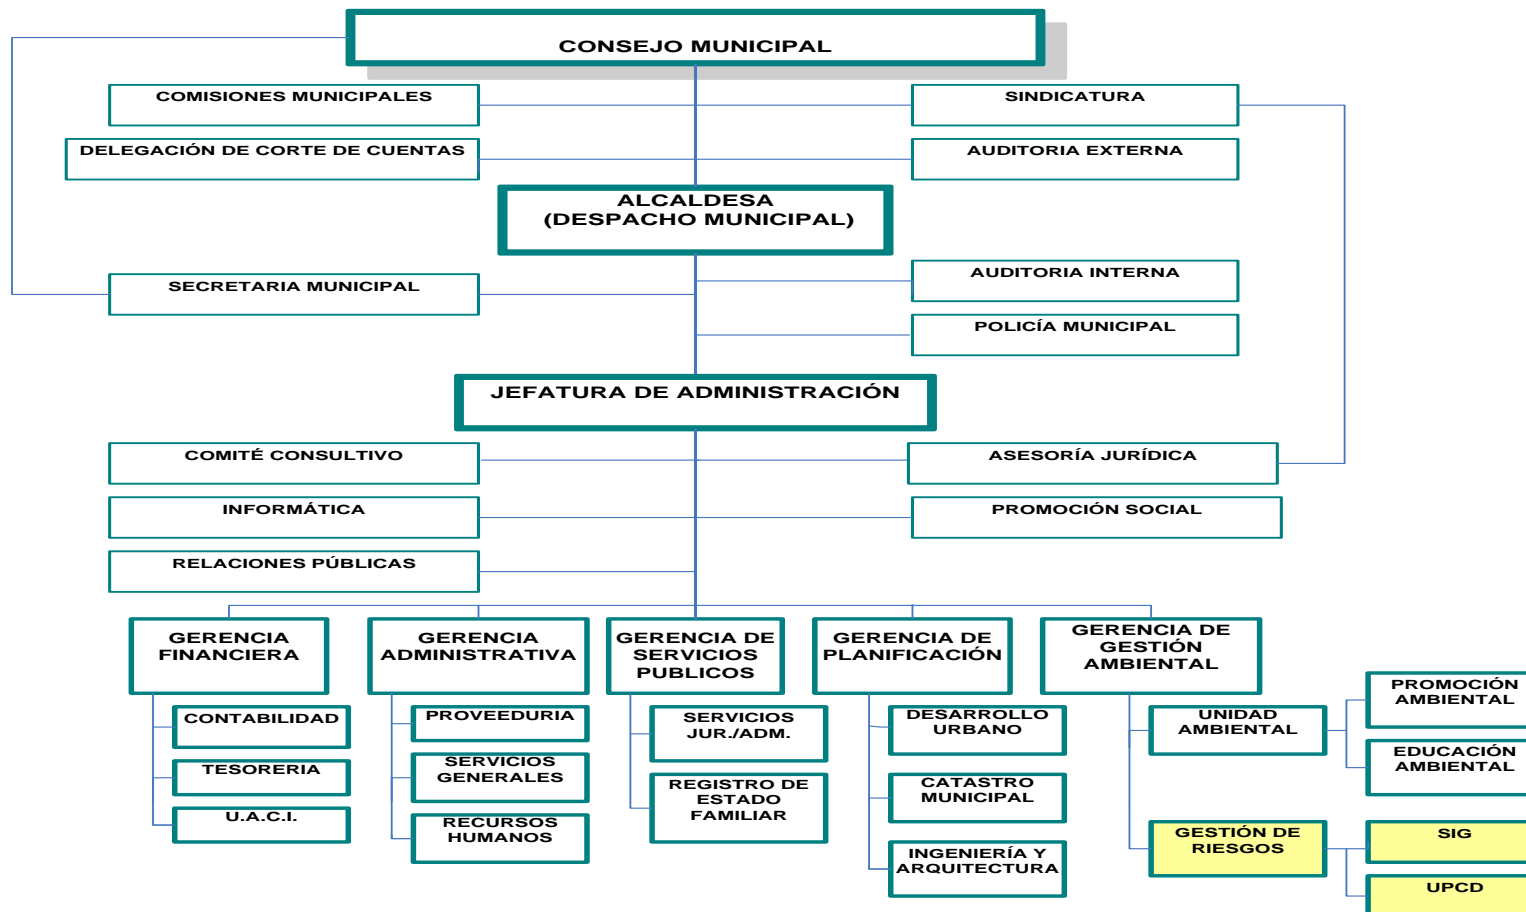 CONSEJO MUNICIPAL
COMISIONES MUNICIPALES
SINDICATURA
DELEGACIÓN DE CORTE DE CUENTAS
AUDITORIA EXTERNA
ALCALDESA
(DESPACHO MUNICIPAL)
AUDITORIA INTERNA
SECRETARIA MUNICIPAL
POLICÍA MUNICIPAL
JEFATURA DE ADMINISTRACIÓN
COMITÉ CONSULTIVO
ASESORÍA JURÍDICA
INFORMÁTICA
PROMOCIÓN SOCIAL
RELACIONES PÚBLICAS
GERENCIA
FINANCIERA
CONTABILIDAD
TESORERIA
U.A.C.I.
GERENCIA
ADMINISTRATIVA
PROVEEDURIA
SERVICIOS
GENERALES
RECURSOS
HUMANOS
GERENCIA DE
SERVICIOS
PUBLICOS
SERVICIOS
JUR./ADM.
REGISTRO DE
ESTADO
FAMILIAR
GERENCIA DE
PLANIFICACIÓN
DESARROLLO
URBANO
CATASTRO
MUNICIPAL
INGENIERÍA Y
ARQUITECTURA
GERENCIA DE
GESTIÓN
AMBIENTAL
UNIDAD
AMBIENTAL
PROMOCIÓN
AMBIENTAL
EDUCACIÓN
AMBIENTAL
GESTIÓN DE
RIESGOS
SIG
UPCD